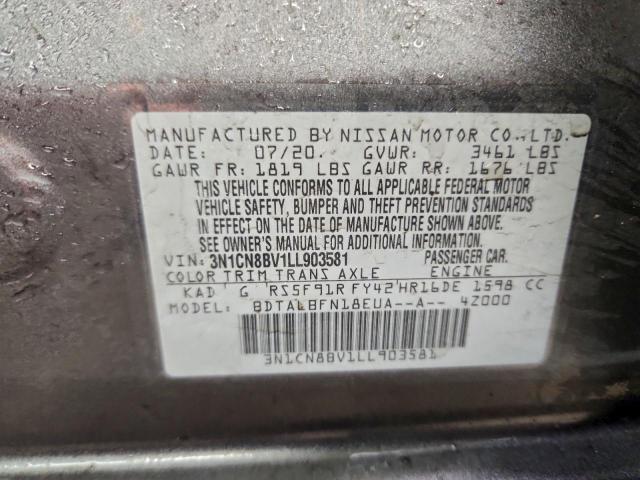 MANUFACTURED BY NISSAN MOTOR CO.,LTD.
DATE: 07/20. GVWR: 3461 LBS
GAWR FR: 1819 LBS GAWR RR: 1676 LBS
THIS VEHICLE CONFORMS TO ALL APPLICABLE FEDERAL MOTOR
VEHICLE SAFETY, BUMPER AND THEFT PREVENTION STANDARDS
IN EFFECT ON THE DATE OF MANUFACTURE SHOWN ABOVE.
SEE OWNER'S MANUAL FOR ADDITIONAL INFORMATION.
VIN: 3N1CN8BV1LL903581 PASSENGER CAR.
COLOR TRIM TRANS AXLE ENGINE
KAD G RS5F91R FY42 HR16DE 1598 CC
MODEL: BDTALBFN18EUA--A-- 4Z000
3N1CN8BV1LL903581